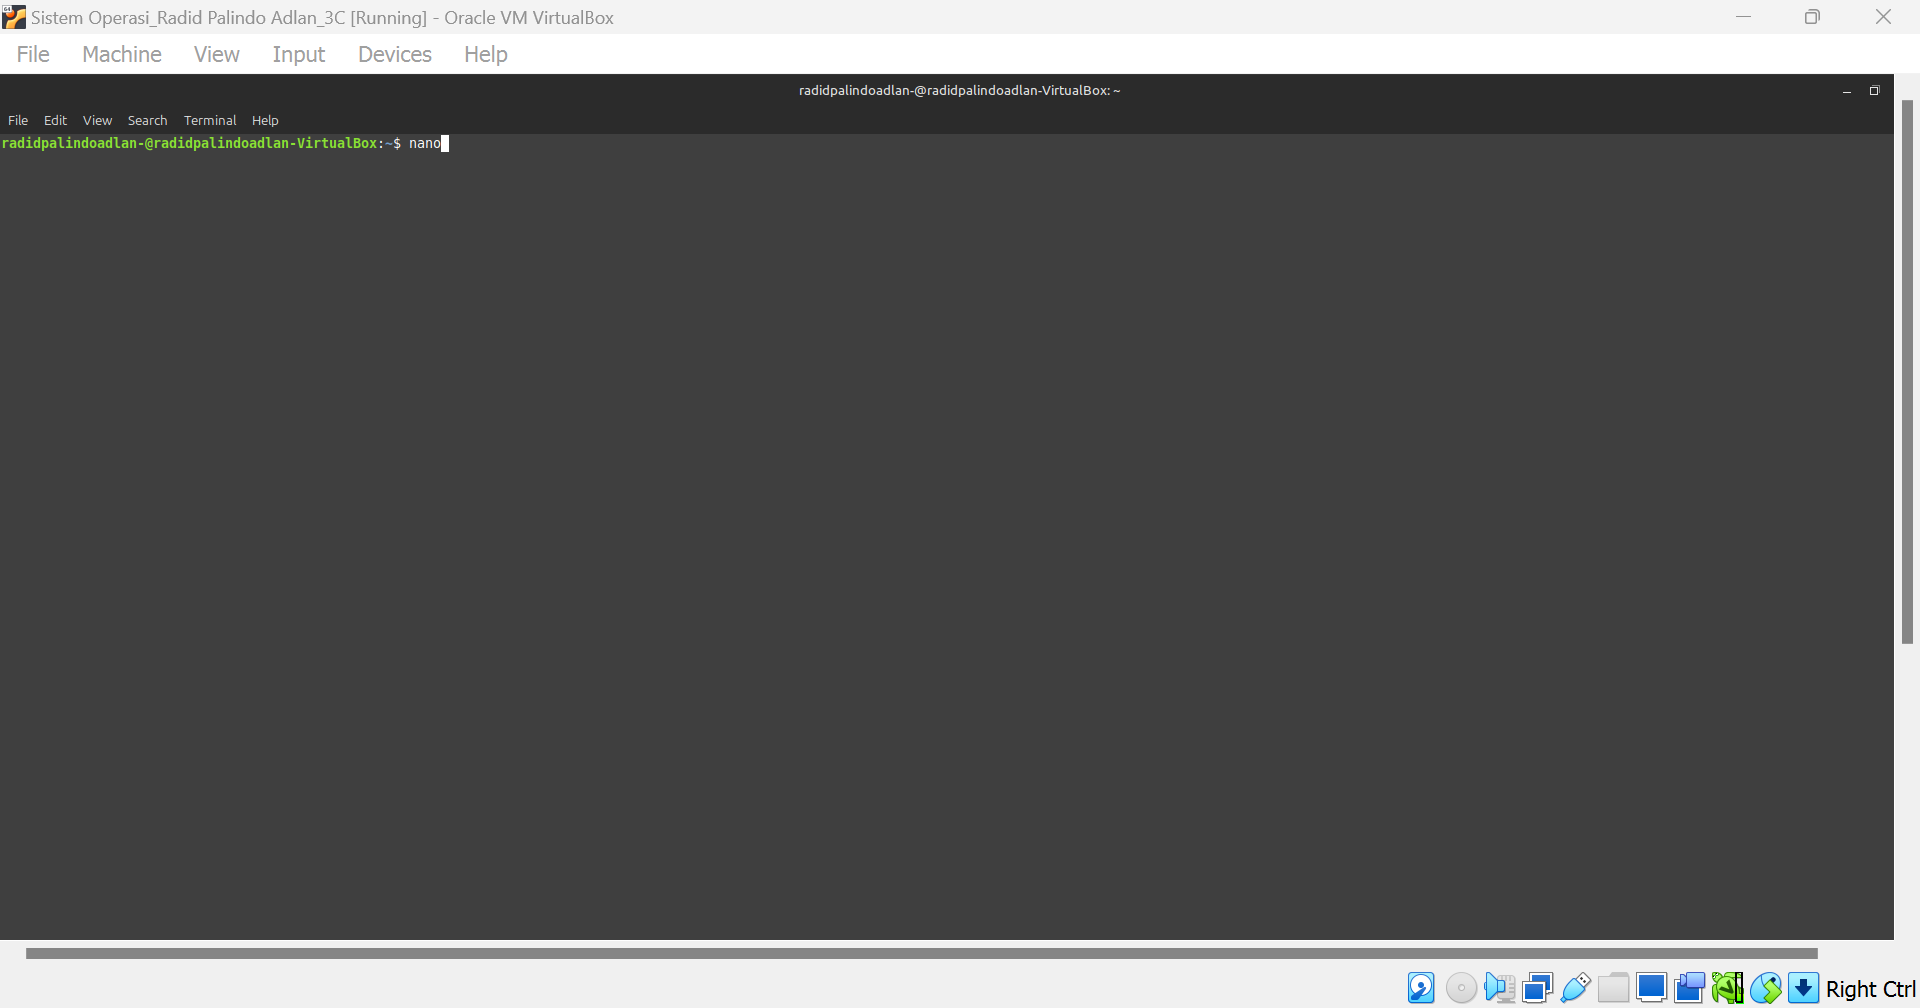 Sistem Operasi_Radid Palindo Adlan_3C [Running] - Oracle VM VirtualBox
File Machine View Input Devices Help
radidpalindoadlan-@radidpalindoadlan-VirtualBox: ~
File Edit View Search Terminal Help
radidpalindoadlan-@radidpalindoadlan-VirtualBox:~$ nano
Right Ctrl